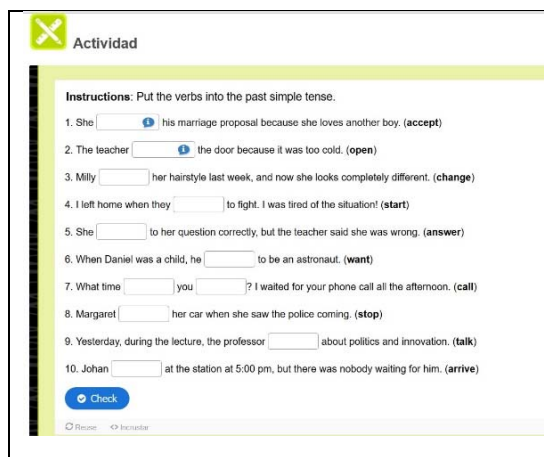 Actividad
Instructions: Put the verbs into the past simple tense.
1. She his marriage proposal because she loves another boy. (accept)
2. The teacher the door because it was too cold. (open)
3. Milly her hairstyle last week, and now she looks completely different. (change)
4. I left home when they to fight. I was tired of the situation! (start)
5. She to her question correctly, but the teacher said she was wrong. (answer)
6. When Daniel was a child, he to be an astronaut. (want)
7. What time you ? I waited for your phone call all the afternoon. (call)
8. Margaret her car when she saw the police coming. (stop)
9. Yesterday, during the lecture, the professor about politics and innovation. (talk)
10. Johan at the station at 5:00 pm, but there was nobody waiting for him. (arrive)
Check
Reuse <> Incrustar